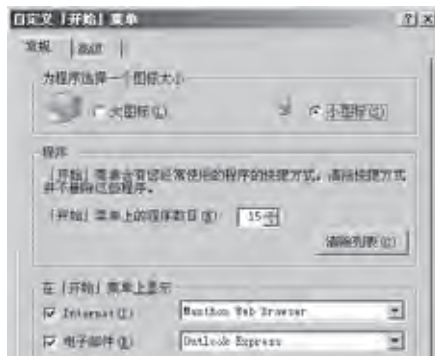 自定义「开始」菜单
常规 高级
为程序选择一个图标大小
大图标(L) 小图标(S)
程序
「开始」菜单含有您经常使用的程序的快捷方式。清除快捷方式
并不删除这些程序。
「开始」菜单上的程序数目(N) 15
清除列表(C)
在「开始」菜单上显示
Internet(I) Web Browser
电子邮件(E) Outlook Express